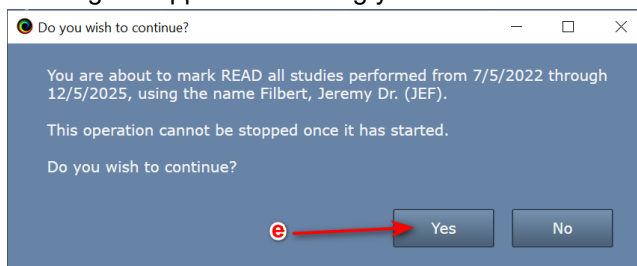 Do you wish to continue?
You are about to mark READ all studies performed from 7/5/2022 through
12/5/2025, using the name Filbert, Jeremy Dr. (JEF).
This operation cannot be stopped once it has started.
Do you wish to continue?
e
Yes
No